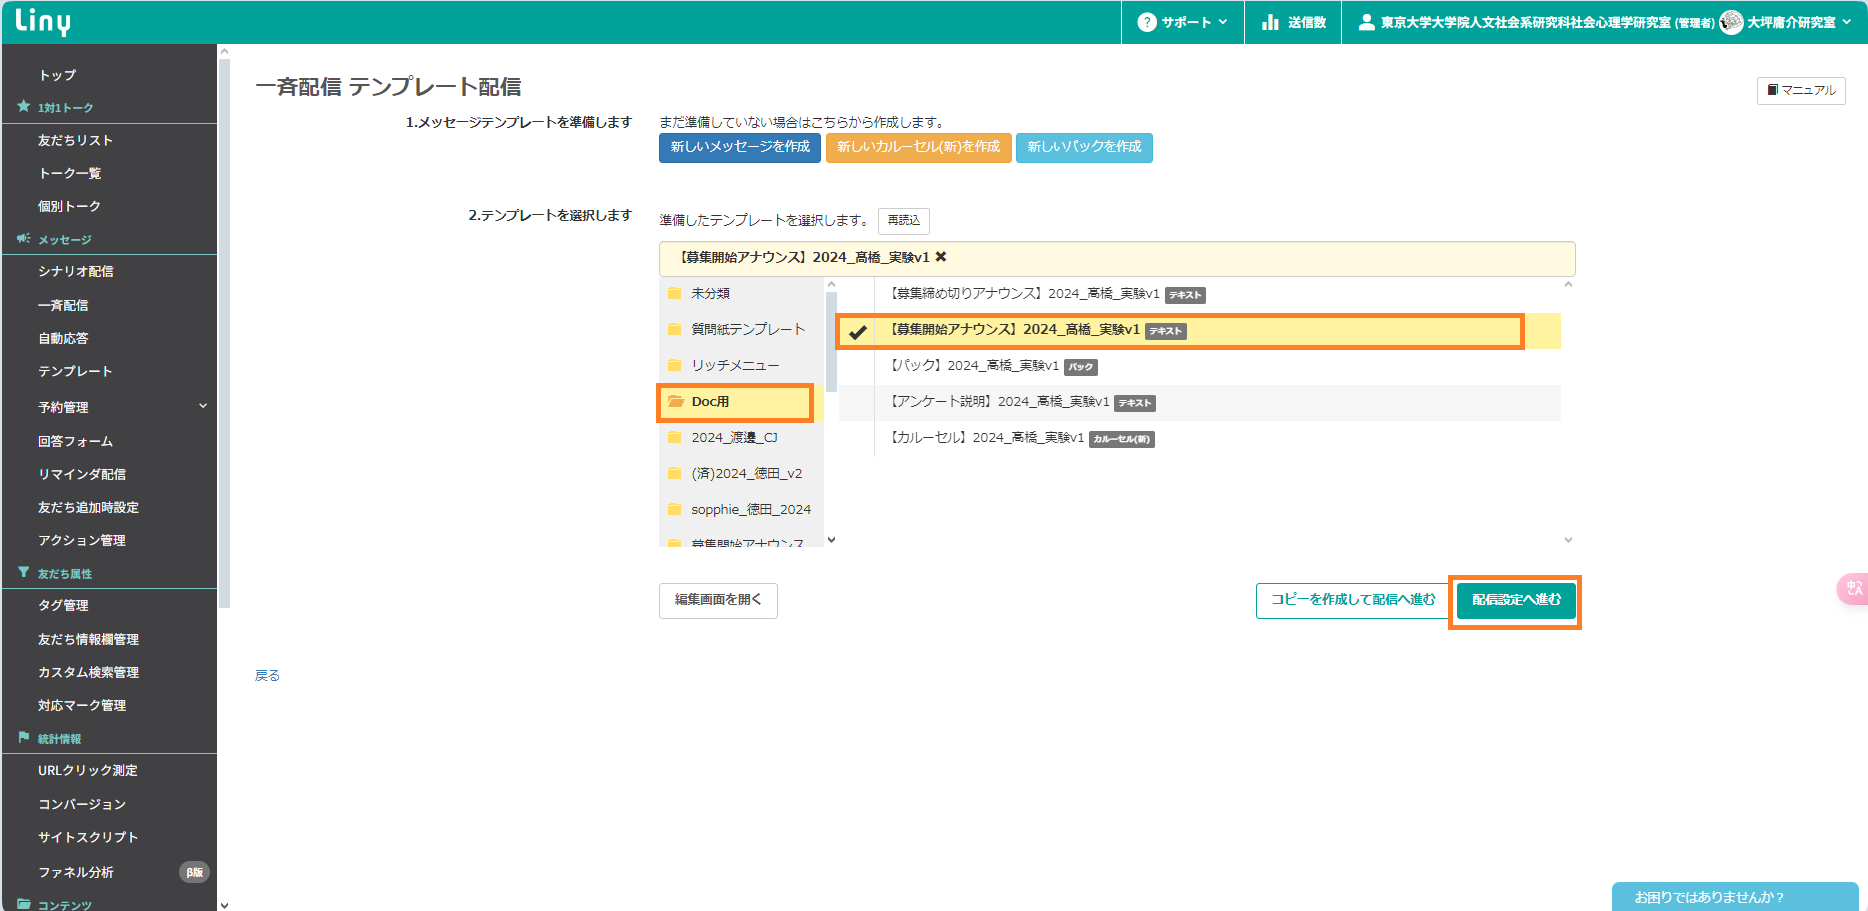 Liny
? サポート
送信数
東京大学大学院人文社会系研究科社会心理学研究室 (管理者)
大坪庸介研究室
トップ
1対1トーク
友だちリスト
トーク一覧
個別トーク
メッセージ
シナリオ配信
一斉配信
自動応答
テンプレート
予約管理
回答フォーム
リマインダ配信
友だち追加時設定
アクション管理
友だち属性
タグ管理
友だち情報欄管理
カスタム検索管理
対応マーク管理
統計情報
URLクリック測定
コンバージョン
サイトスクリプト
ファネル分析 β版
コンテンツ
一斉配信 テンプレート配信
マニュアル
1.メッセージテンプレートを準備します
まだ準備していない場合はこちらから作成します。
新しいメッセージを作成 新しいカルーセル(新)を作成 新しいパックを作成
2.テンプレートを選択します
準備したテンプレートを選択します。 再読込
【募集開始アナウンス】2024_髙橋_実験v1 ✖
未分類
質問紙テンプレート
リッチメニュー
Doc用
2024_渡邊_CJ
(済)2024_徳田_v2
sopphie_徳田_2024
募集開始アナウンス
【募集締め切りアナウンス】2024_髙橋_実験v1 テキスト
【募集開始アナウンス】2024_髙橋_実験v1 テキスト
【パック】2024_髙橋_実験v1 パック
【アンケート説明】2024_髙橋_実験v1 テキスト
【カルーセル】2024_髙橋_実験v1 カルーセル(新)
編集画面を開く
コピーを作成して配信へ進む
配信設定へ進む
戻る
お困りではありませんか？